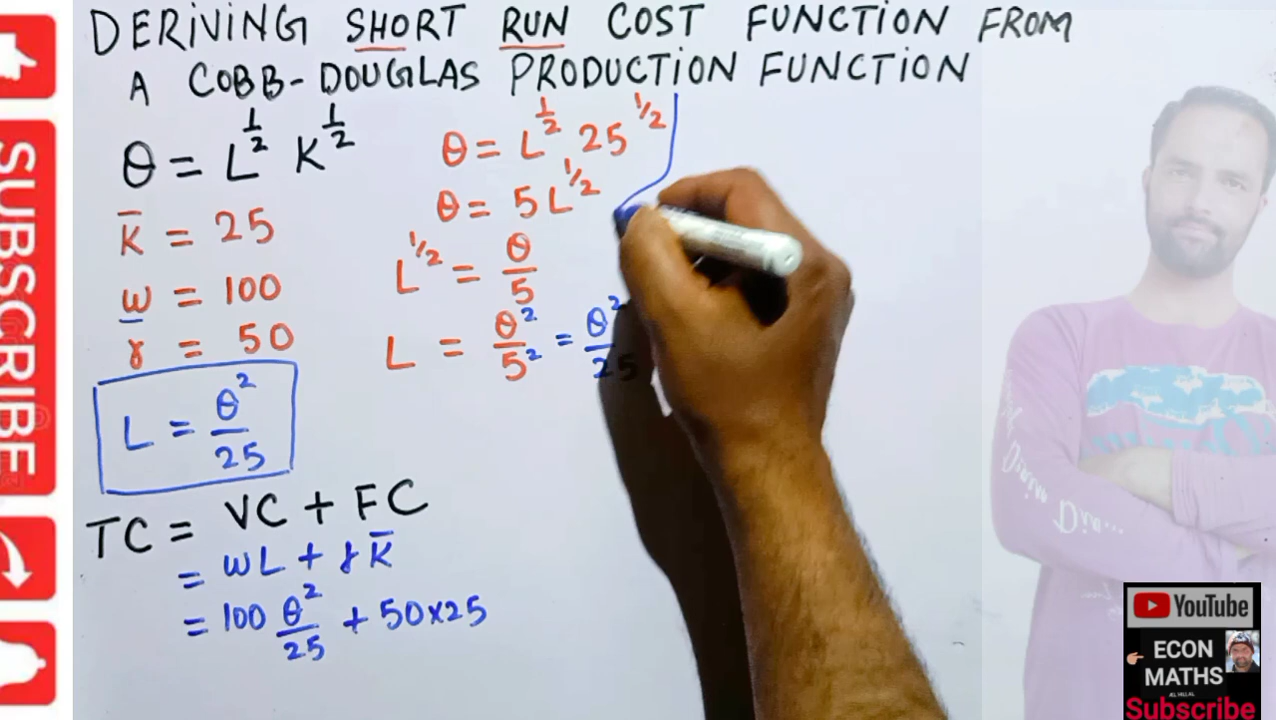 DERIVING SHORT RUN COST FUNCTION FROM
A COBB-DOUGLAS PRODUCTION FUNCTION
θ = L^1/2 K^1/2
K̄ = 25
w = 100
r = 50
L = θ²/25
TC = VC + FC
= wL + rK̄
= 100 θ²/25 + 50×25
θ = L^1/2 25^1/2
θ = 5L^1/2
L^1/2 = θ/5
L = θ²/5² = θ²/25
SUBSCRIBE
YouTube
ECON
MATHS
Subscribe